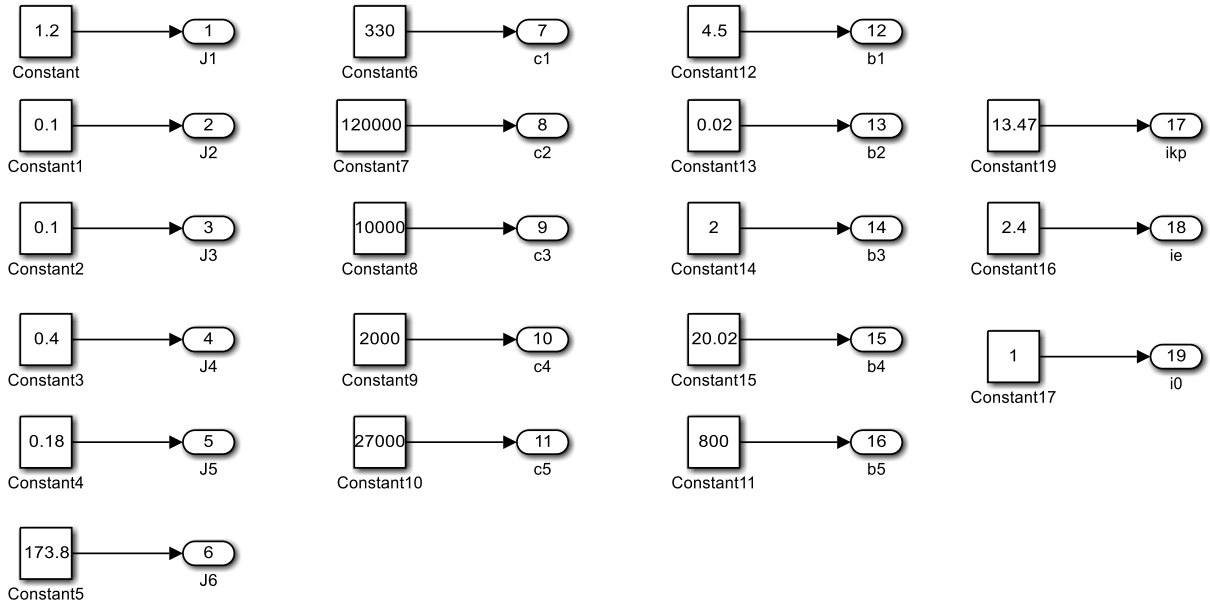 1.2
1
J1
Constant
0.1
2
J2
Constant1
0.1
3
J3
Constant2
0.4
4
J4
Constant3
0.18
5
J5
Constant4
173.8
6
J6
Constant5
330
7
c1
Constant6
120000
8
c2
Constant7
10000
9
c3
Constant8
2000
10
c4
Constant9
27000
11
c5
Constant10
4.5
12
b1
Constant12
0.02
13
b2
Constant13
2
14
b3
Constant14
20.02
15
b4
Constant15
800
16
b5
Constant11
13.47
17
ikp
Constant19
2.4
18
ie
Constant16
1
19
i0
Constant17